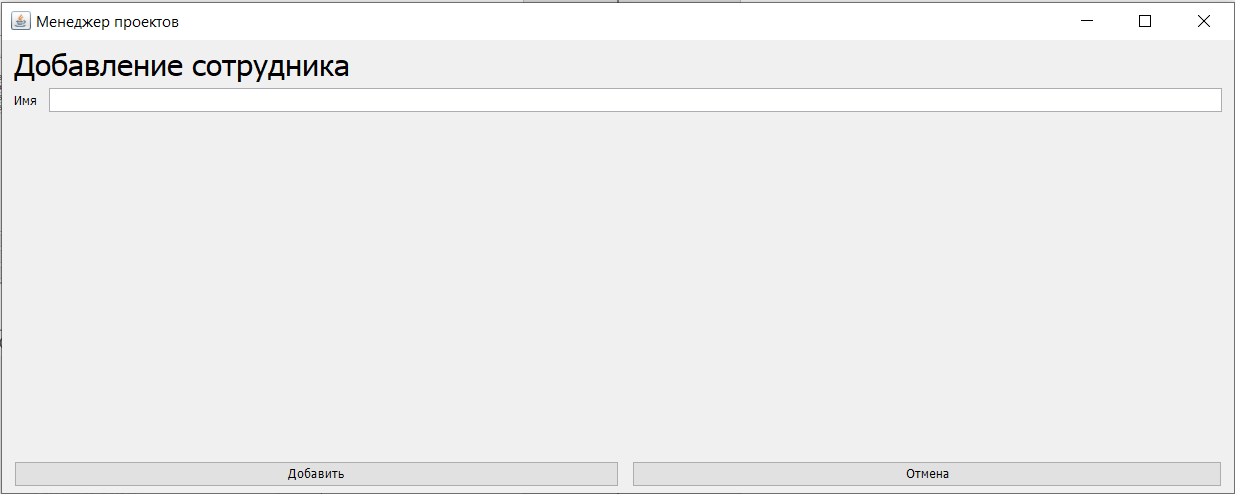 Менеджер проектов
Добавление сотрудника
Имя
Добавить Отмена